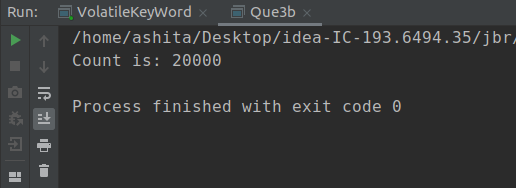 Run: VolatileKeyWord × Que3b ×
/home/ashita/Desktop/idea-IC-193.6494.35/jbr/
Count is: 20000
Process finished with exit code 0